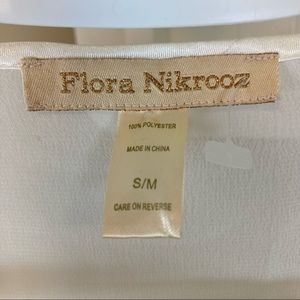 Flora Nikrooz
100% POLYESTER
MADE IN CHINA
S/M
CARE ON REVERSE